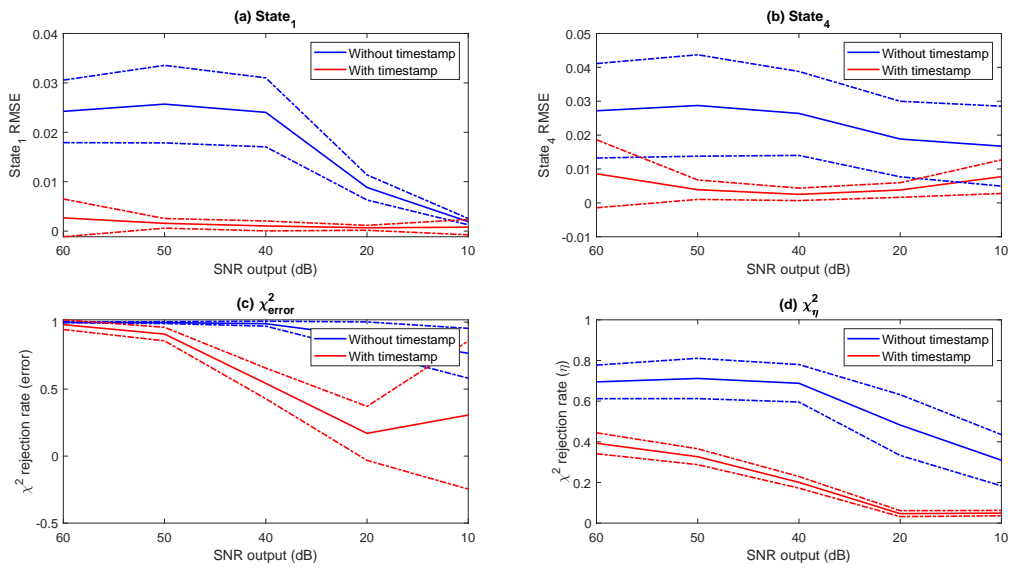 (a) State₁
State₁ RMSE
0.04
0.03
0.02
0.01
0
Without timestamp
With timestamp
60 50 40 20 10
SNR output (dB)
(b) State₄
State₄ RMSE
0.05
0.04
0.03
0.02
0.01
0
-0.01
Without timestamp
With timestamp
60 50 40 20 10
SNR output (dB)
(c) χ²error
χ² rejection rate (error)
1
0.5
0
-0.5
Without timestamp
With timestamp
60 50 40 20 10
SNR output (dB)
(d) χ²η
χ² rejection rate (η)
1
0.8
0.6
0.4
0.2
0
Without timestamp
With timestamp
60 50 40 20 10
SNR output (dB)